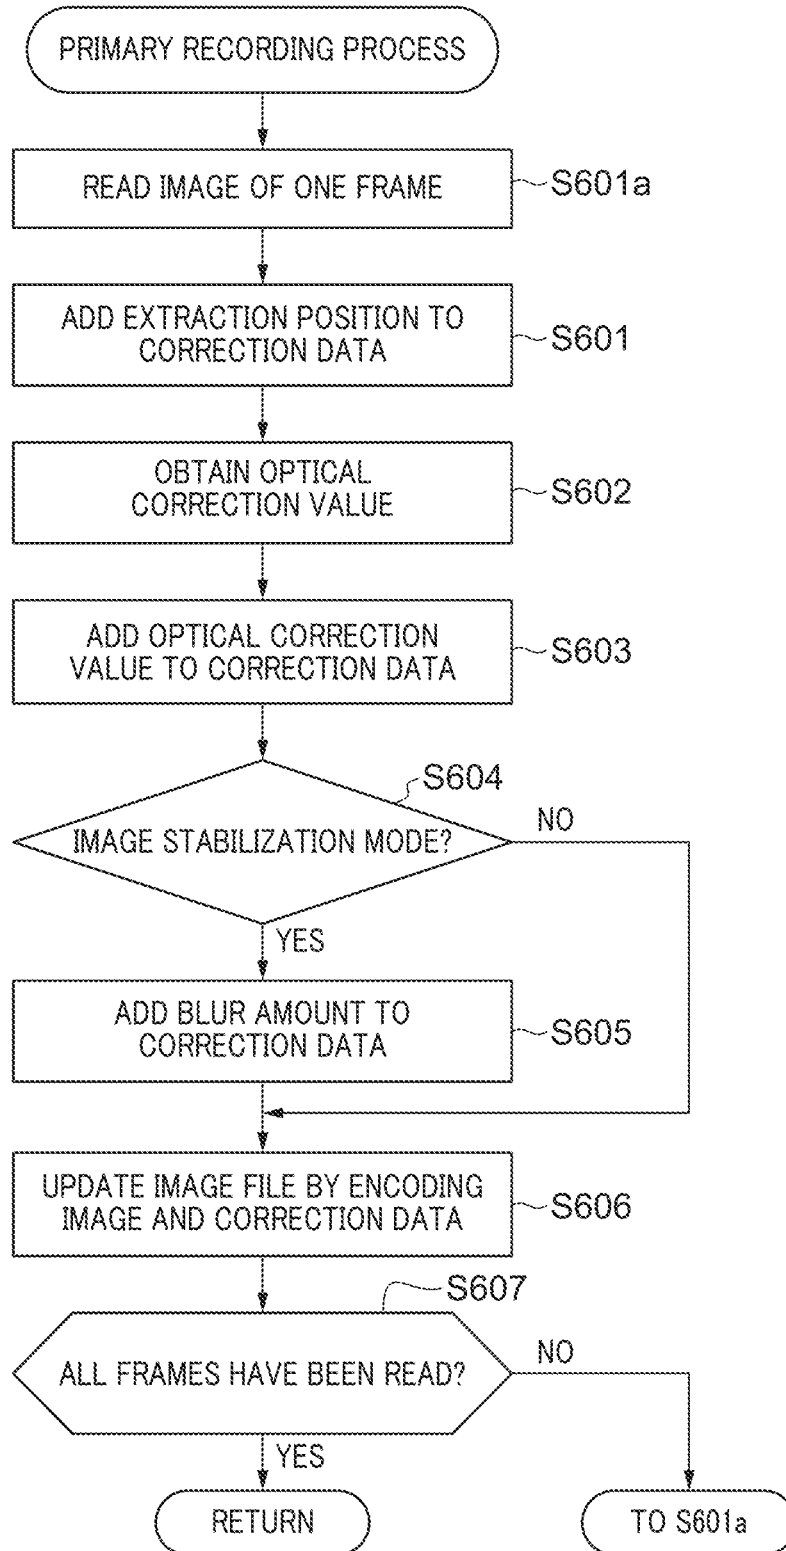 PRIMARY RECORDING PROCESS
READ IMAGE OF ONE FRAME
S601a
ADD EXTRACTION POSITION TO
CORRECTION DATA
S601
OBTAIN OPTICAL
CORRECTION VALUE
S602
ADD OPTICAL CORRECTION
VALUE TO CORRECTION DATA
S603
S604
IMAGE STABILIZATION MODE?
NO
YES
ADD BLUR AMOUNT TO
CORRECTION DATA
S605
UPDATE IMAGE FILE BY ENCODING
IMAGE AND CORRECTION DATA
S606
S607
ALL FRAMES HAVE BEEN READ?
NO
YES
RETURN
TO S601a